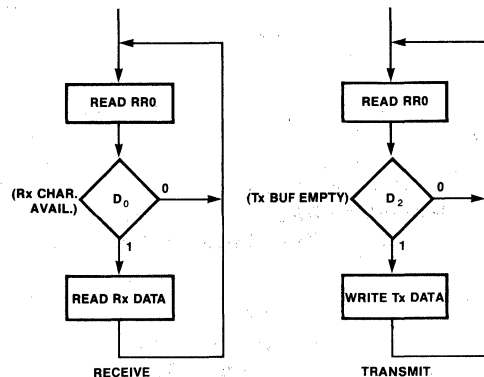 READ RR0
(Rx CHAR.
AVAIL.)
D0
0
1
READ Rx DATA
RECEIVE
READ RR0
(Tx BUF EMPTY)
D2
0
1
WRITE Tx DATA
TRANSMIT